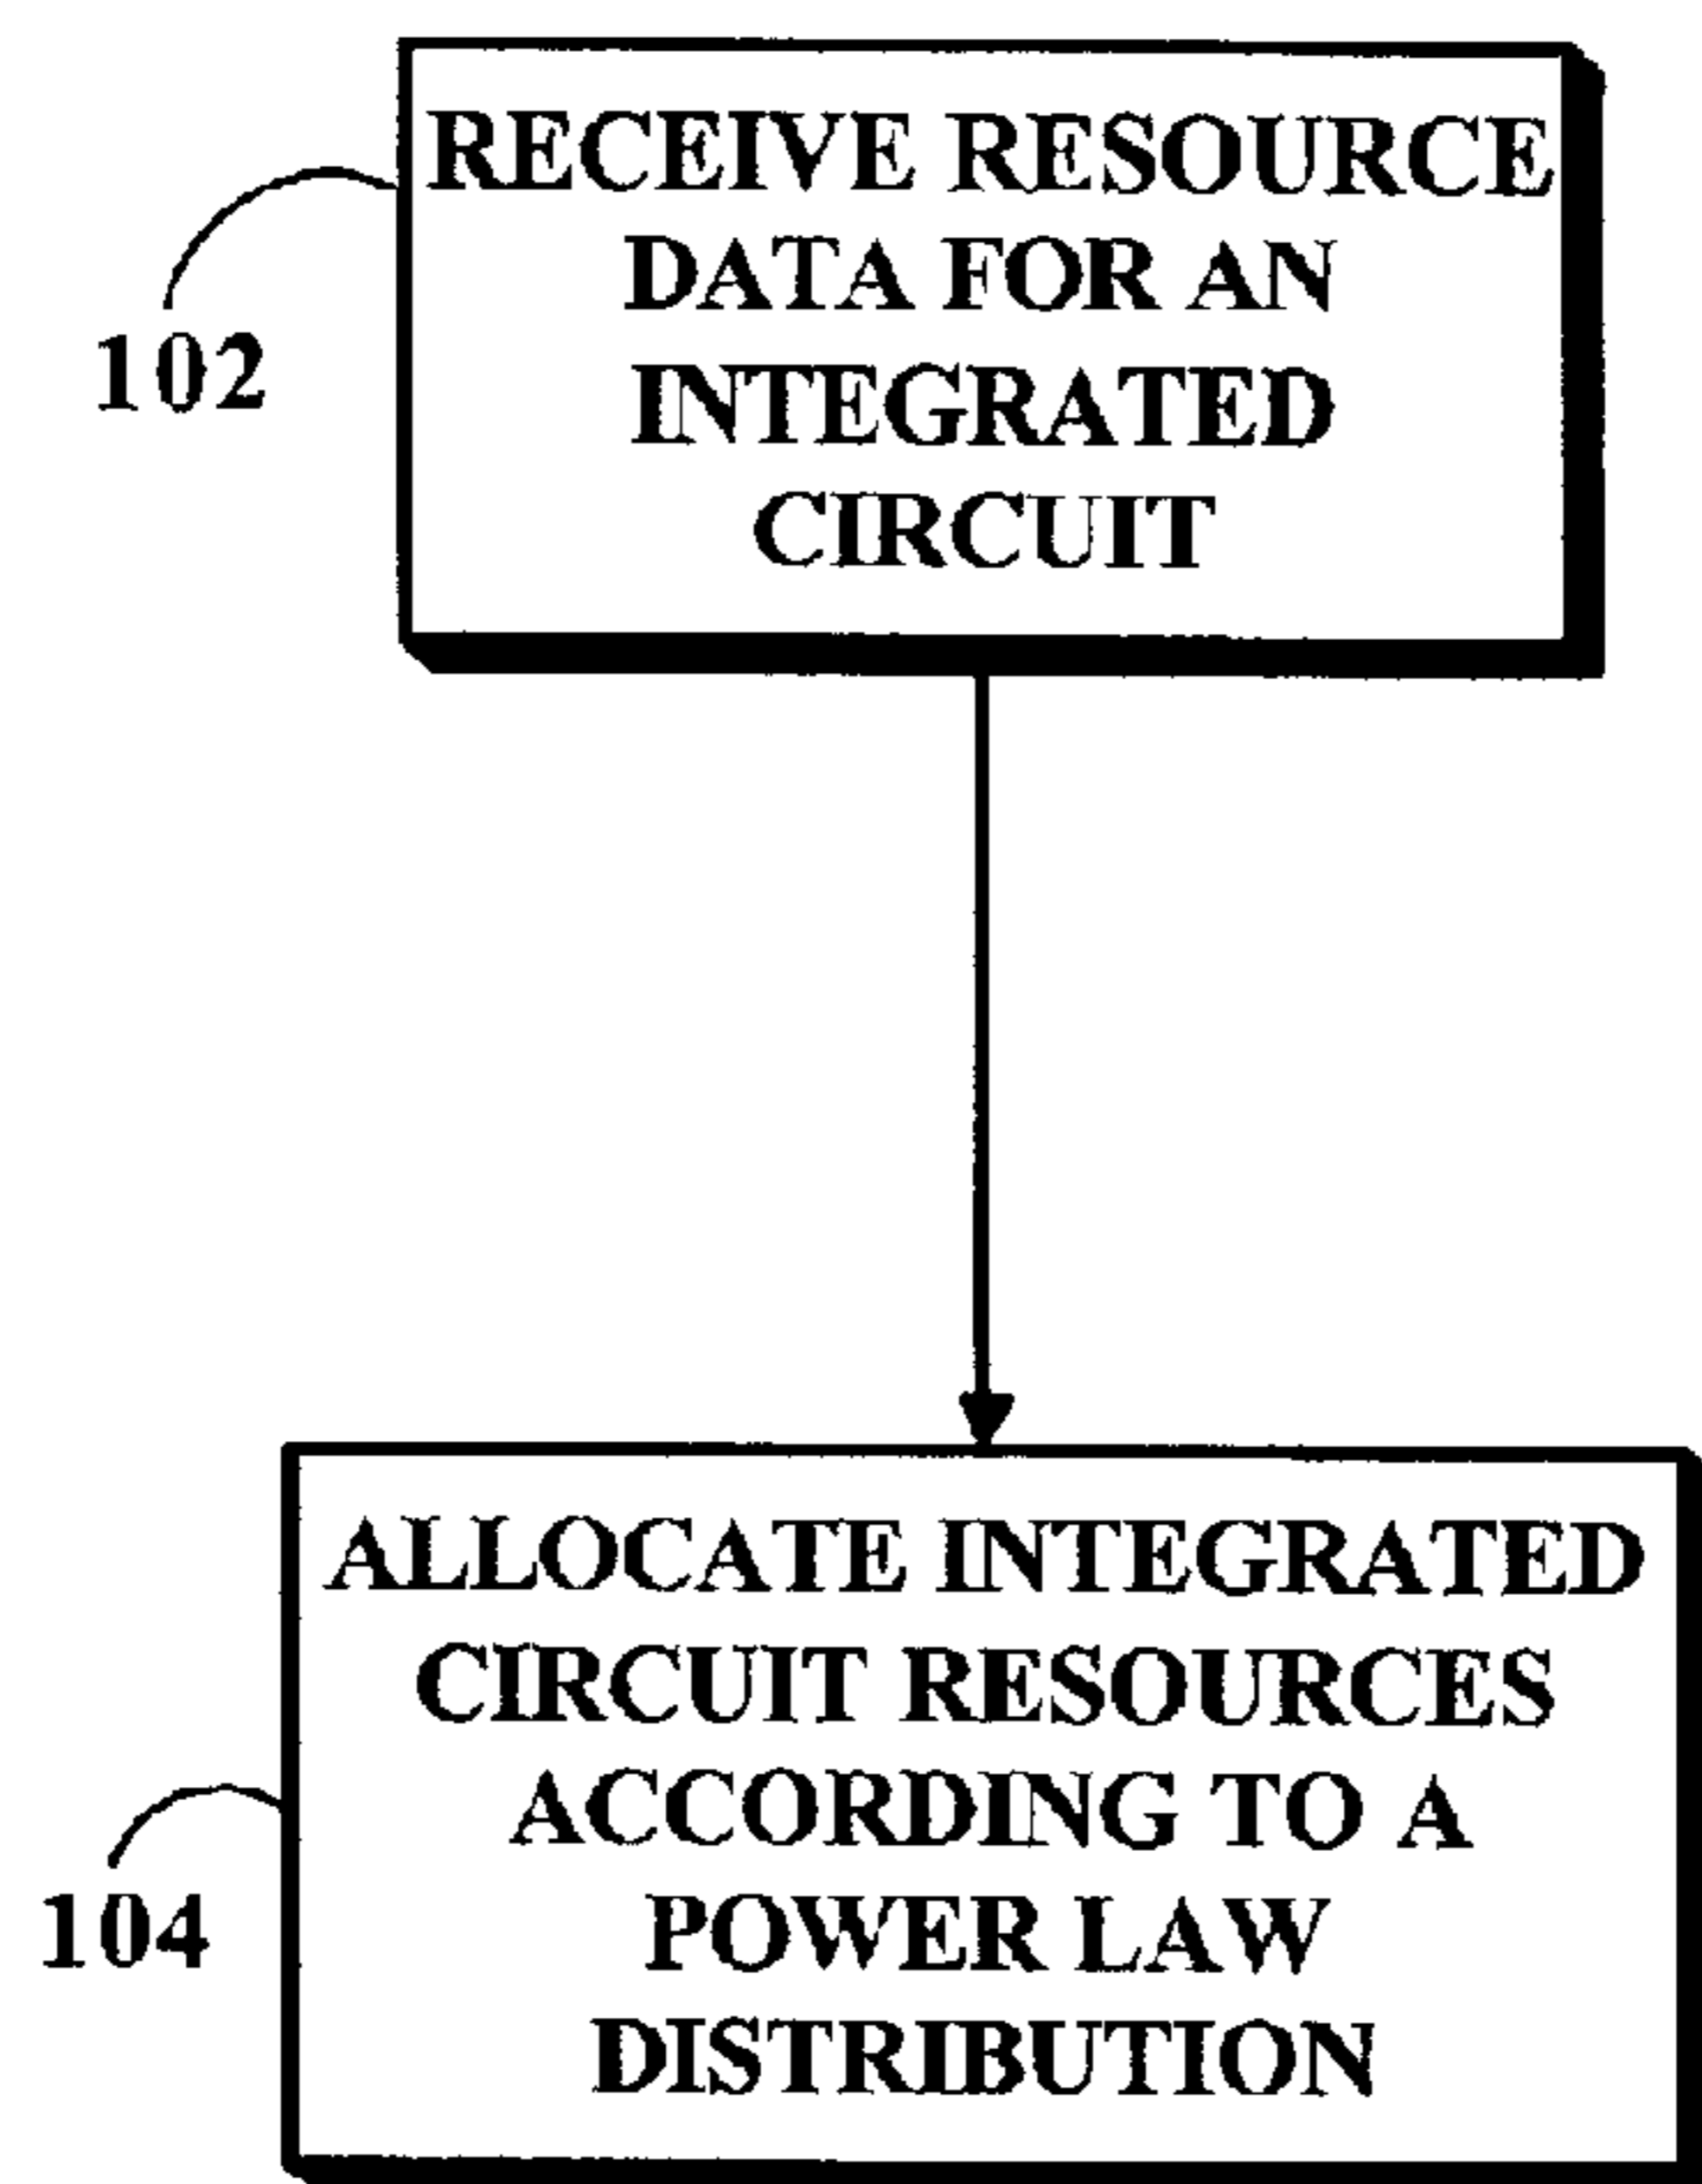 RECEIVE RESOURCE
DATA FOR AN
INTEGRATED
CIRCUIT
102
ALLOCATE INTEGRATED
CIRCUIT RESOURCES
ACCORDING TO A
POWER LAW
DISTRIBUTION
104